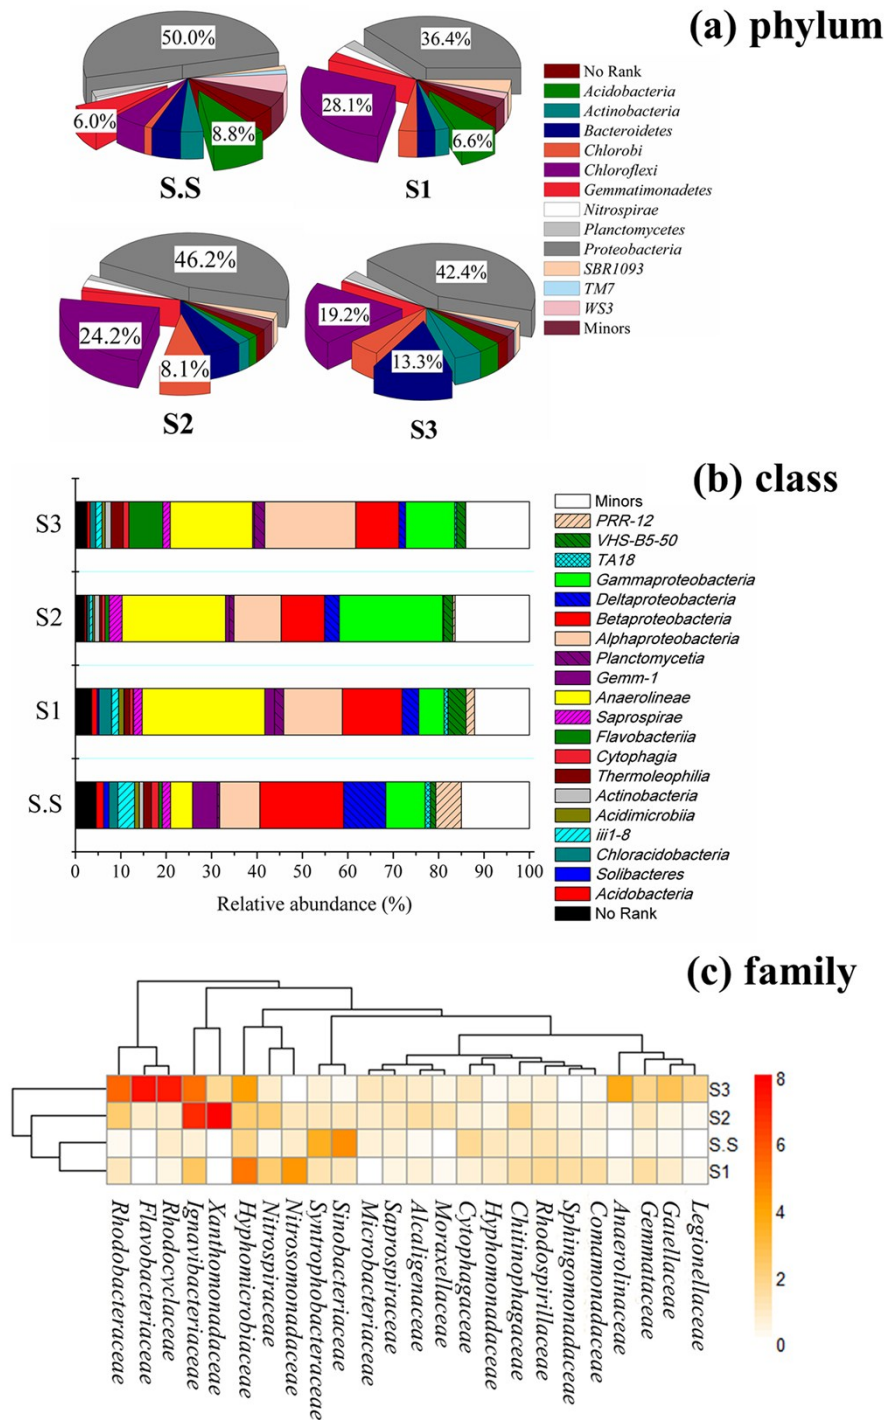 (a) phylum
50.0%
6.0%
8.8%
S.S
36.4%
28.1%
6.6%
S1
46.2%
24.2%
8.1%
S2
42.4%
19.2%
13.3%
S3
No Rank
Acidobacteria
Actinobacteria
Bacteroidetes
Chlorobi
Chloroflexi
Gemmatimonadetes
Nitrospirae
Planctomycetes
Proteobacteria
SBR1093
TM7
WS3
Minors
(b) class
S3
S2
S1
S.S
0 10 20 30 40 50 60 70 80 90 100
Relative abundance (%)
Minors
PRR-12
VHS-B5-50
TA18
Gammaproteobacteria
Deltaproteobacteria
Betaproteobacteria
Alphaproteobacteria
Planctomycetia
Gemm-1
Anaerolineae
Saprospirae
Flavobacteriia
Cytophagia
Thermoleophilia
Actinobacteria
Acidimicrobiia
iii1-8
Chloracidobacteria
Solibacteres
Acidobacteria
No Rank
(c) family
S3
S2
S.S
S1
8
6
4
2
0
Rhodobacteraceae
Flavobacteriaceae
Rhodocyclaceae
Ignavibacteriaceae
Xanthomonadaceae
Hyphomicrobiaceae
Nitrospiraceae
Nitrosomonadaceae
Syntrophobacteraceae
Sinobacteriaceae
Microbacteriaceae
Saprospiraceae
Alcaligenaceae
Moraxellaceae
Cytophagaceae
Hyphomonadaceae
Chitinophagaceae
Rhodospirillaceae
Sphingomonadaceae
Comamonadaceae
Anaerolinaceae
Gemmataceae
Gaiellaceae
Legionellaceae